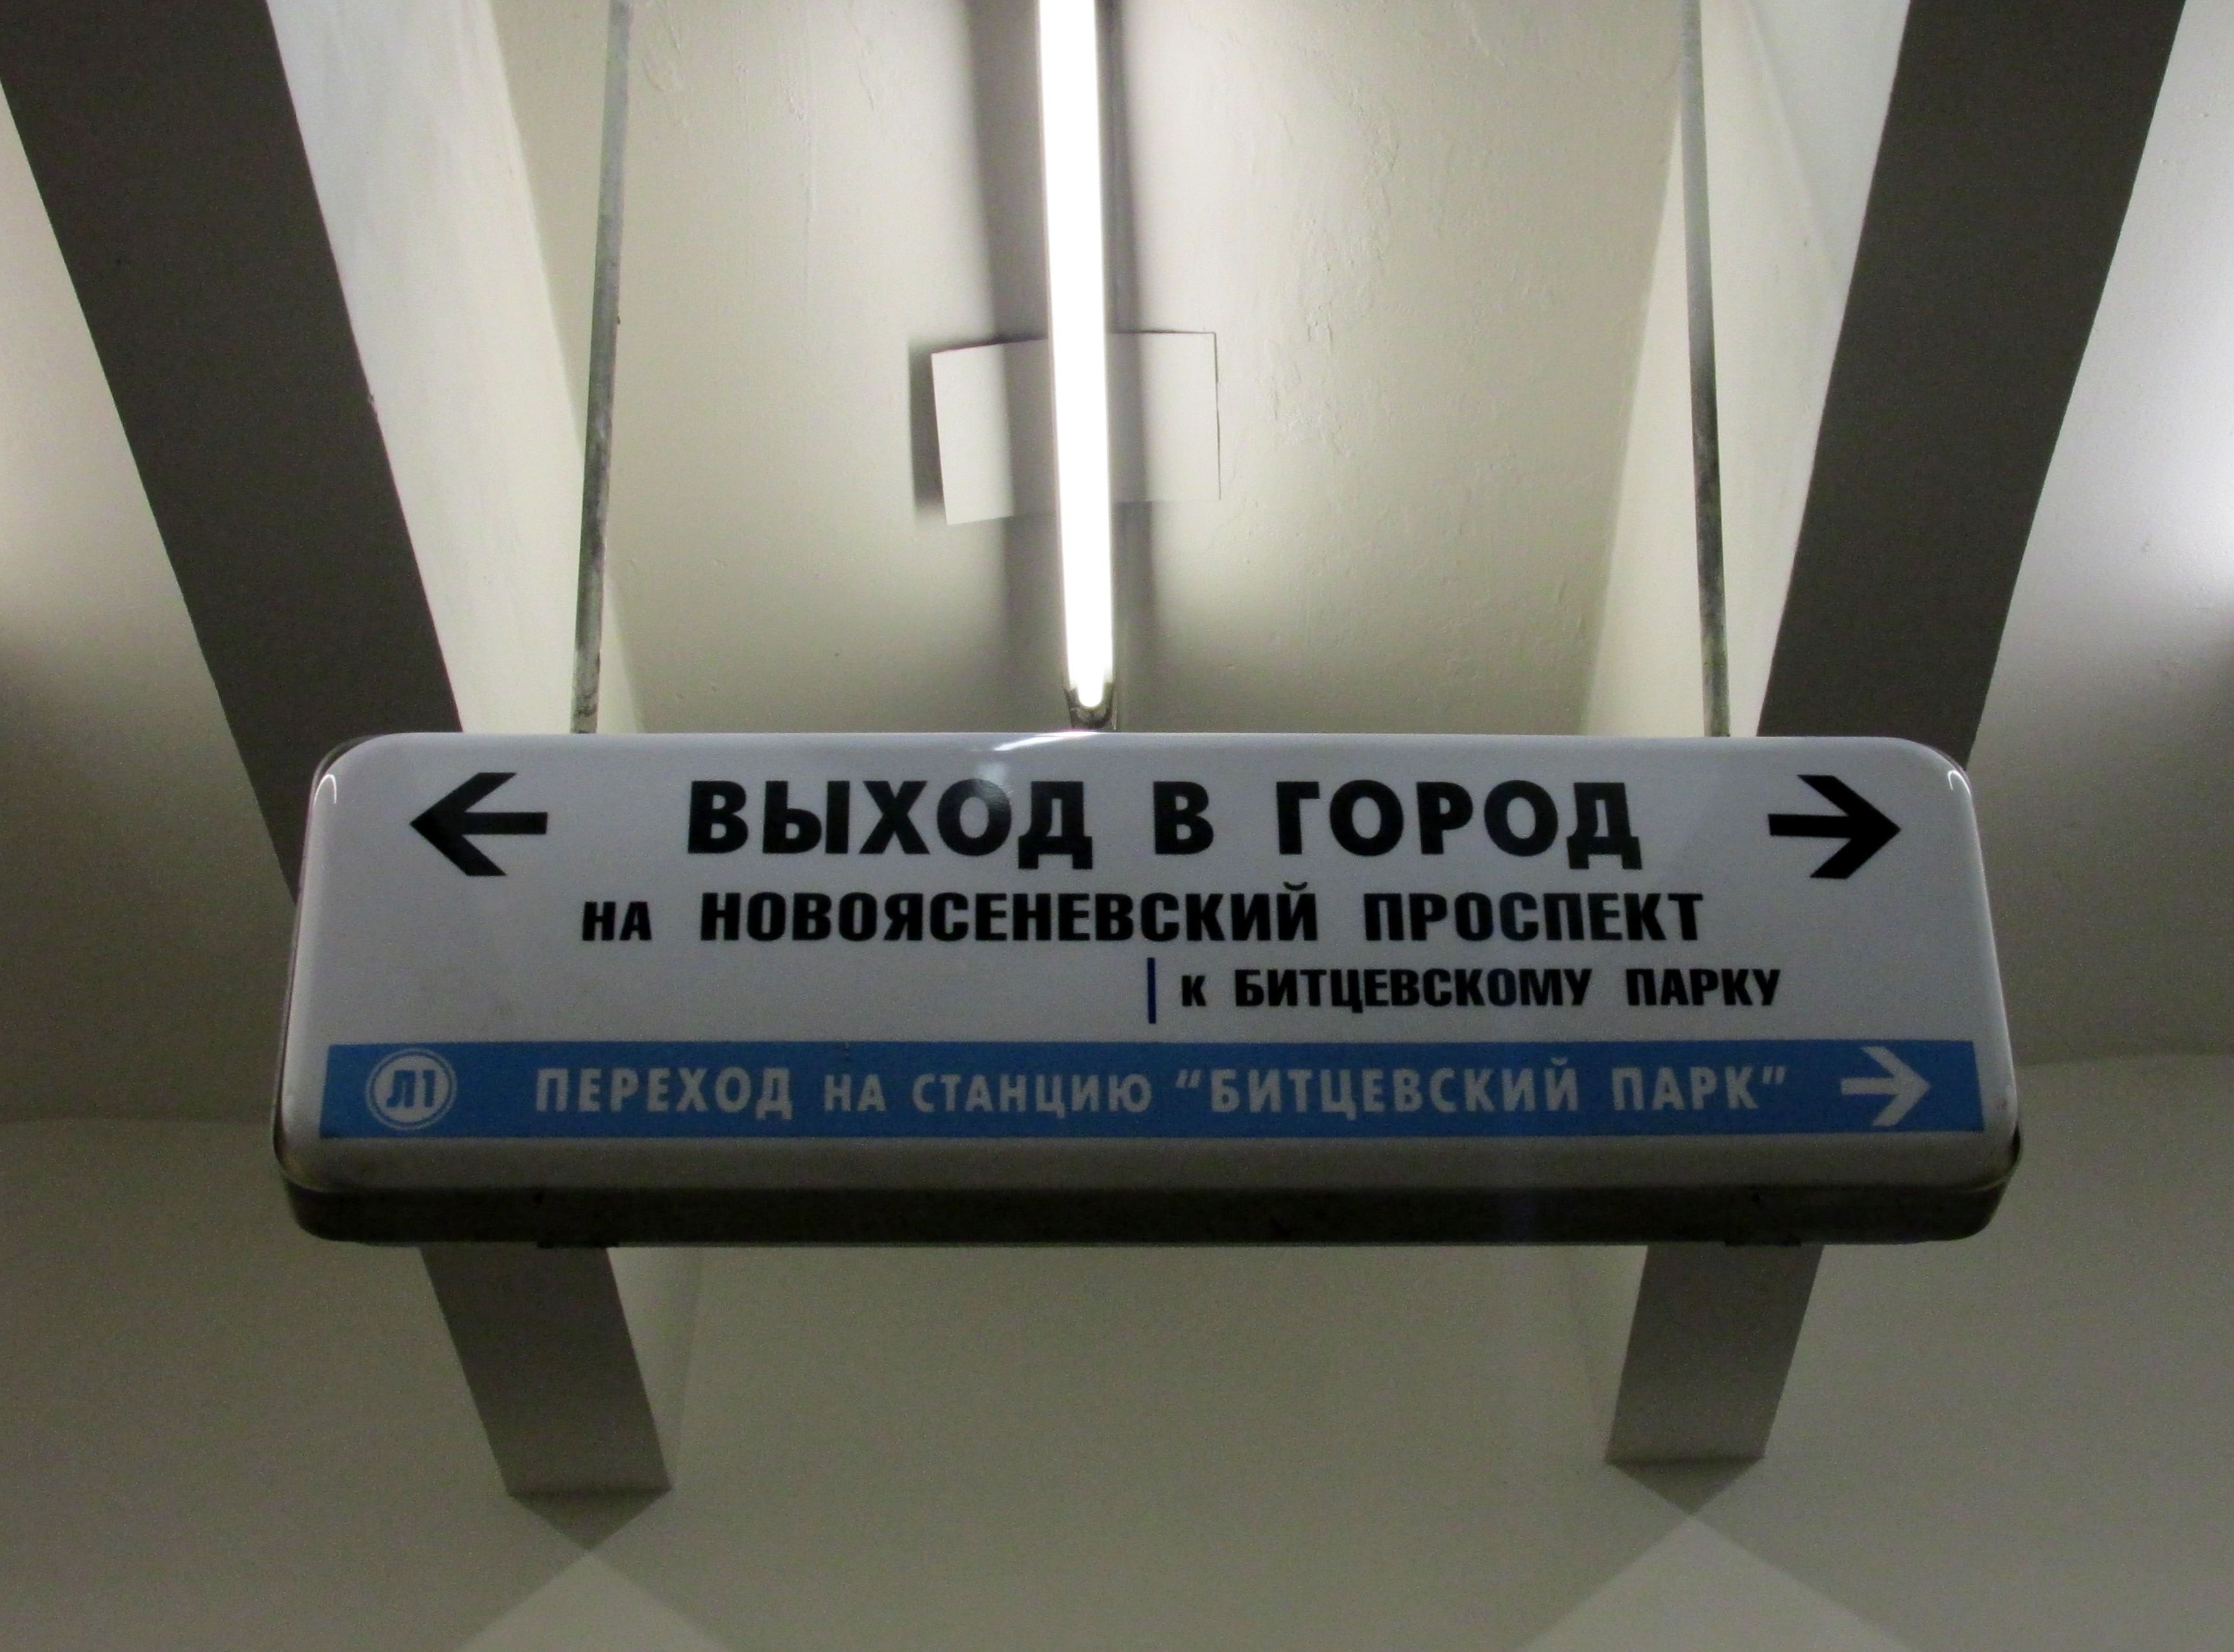 ← ВЫХОД В ГОРОД →
НА НОВОЯСЕНЕВСКИЙ ПРОСПЕКТ
К БИТЦЕВСКОМУ ПАРКУ
Л1 ПЕРЕХОД НА СТАНЦИЮ “БИТЦЕВСКИЙ ПАРК” →